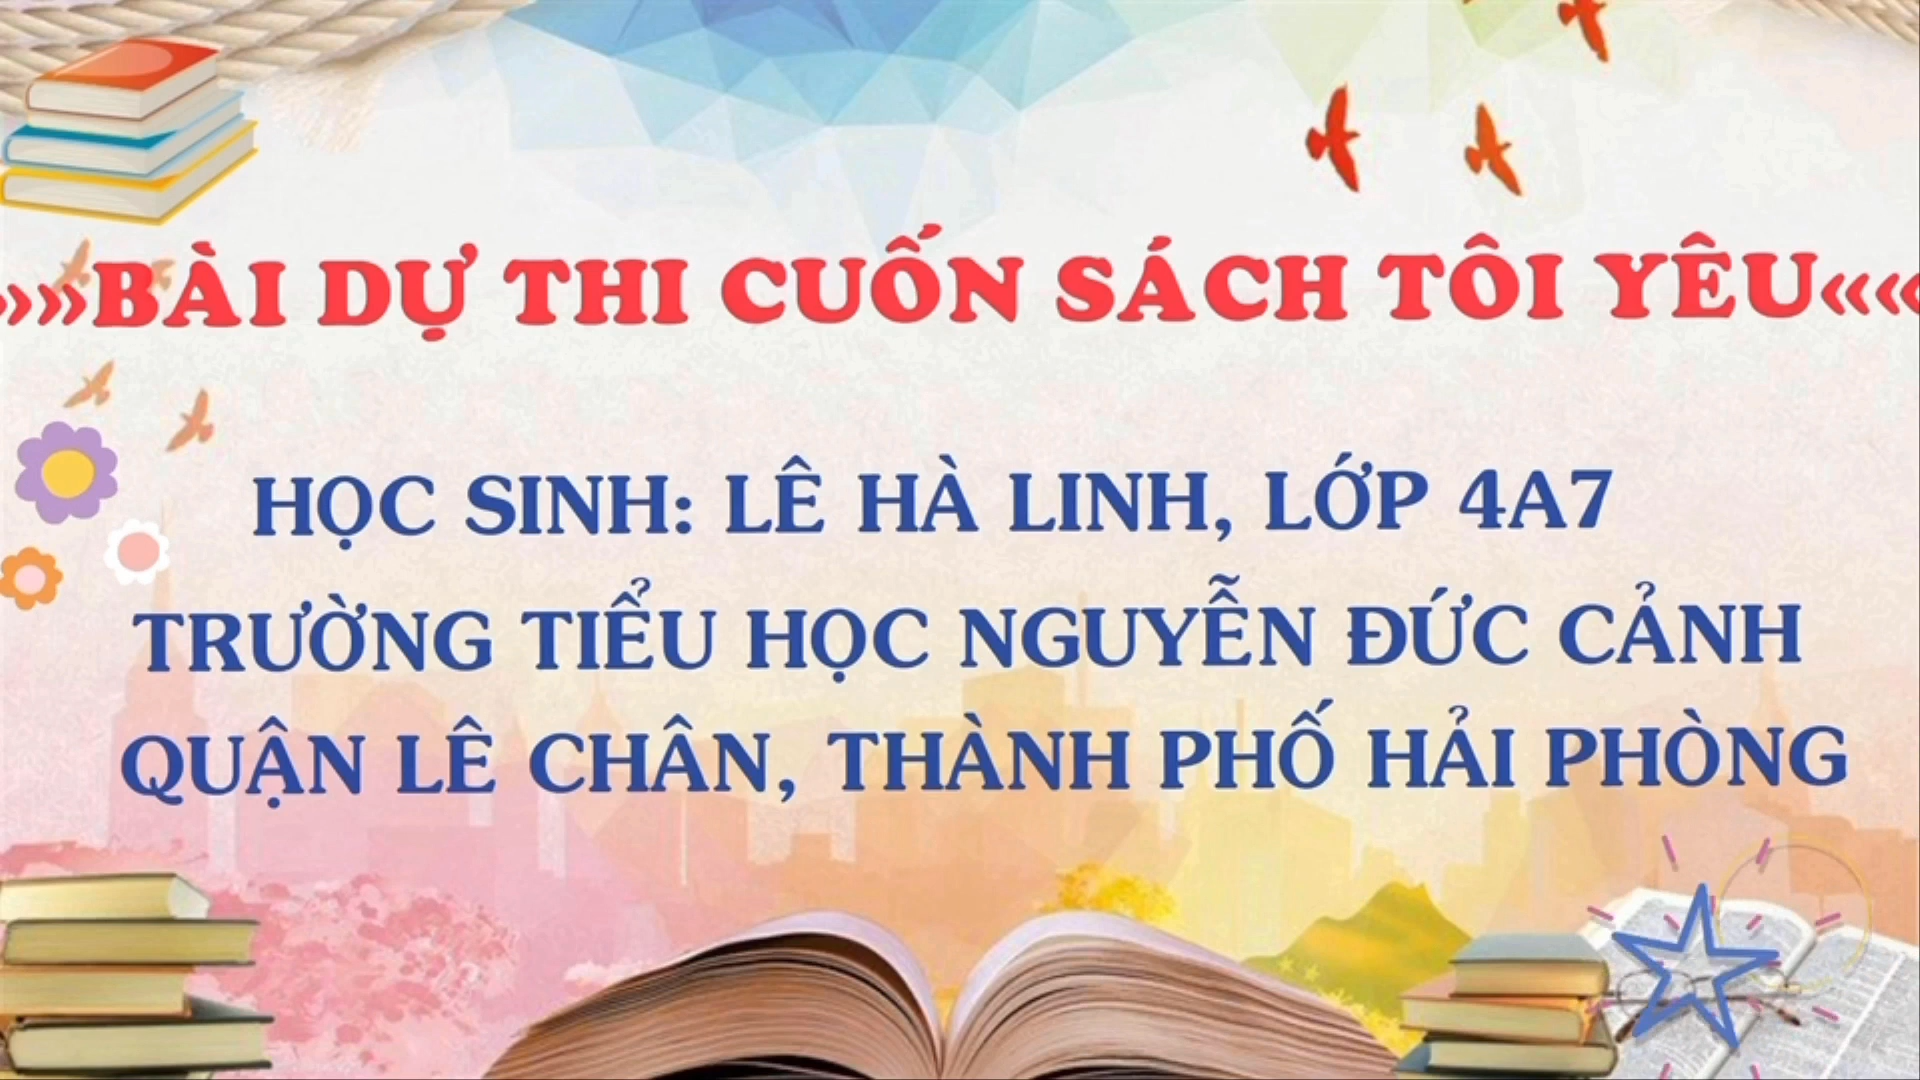 »»»BÀI DỰ THI CUỐN SÁCH TÔI YÊU«««
HỌC SINH: LÊ HÀ LINH, LỚP 4A7
TRƯỜNG TIỂU HỌC NGUYỄN ĐỨC CẢNH
QUẬN LÊ CHÂN, THÀNH PHỐ HẢI PHÒNG